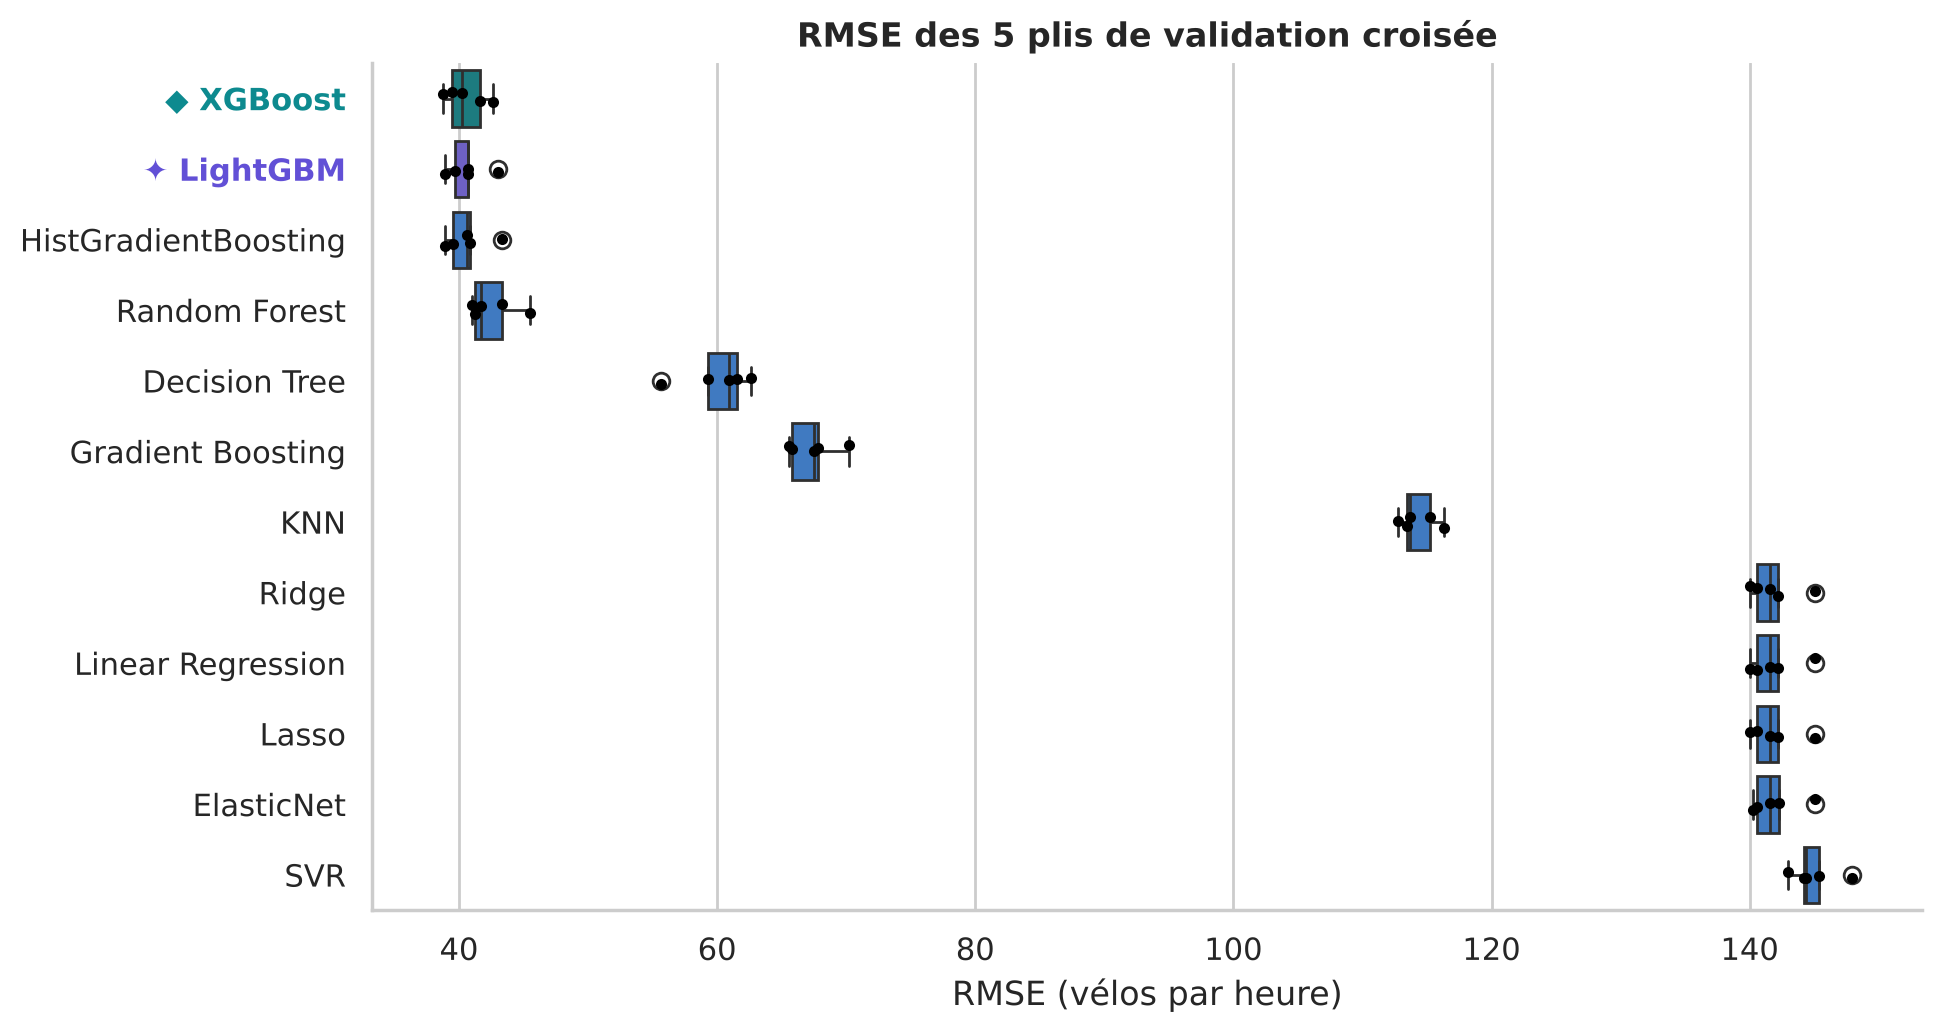 RMSE des 5 plis de validation croisée
◆ XGBoost
✦ LightGBM
HistGradientBoosting
Random Forest
Decision Tree
Gradient Boosting
KNN
Ridge
Linear Regression
Lasso
ElasticNet
SVR
40 60 80 100 120 140
RMSE (vélos par heure)